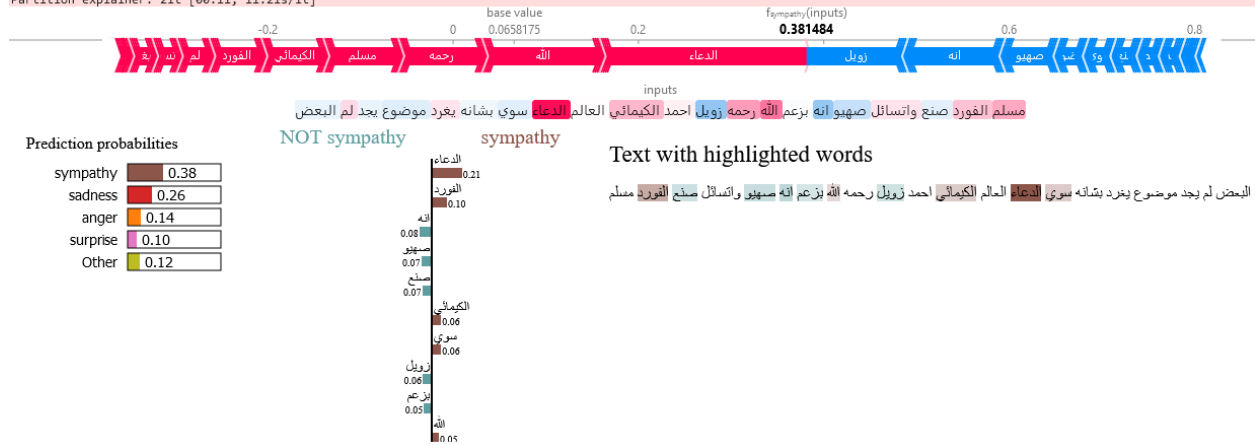 Partition explainer: 21it [00:11, 11.21s/it]
base value
f sympathy(inputs)
-0.2 0 0.0658175 0.2 0.381484 0.6 0.8
الدعاء الله رحمه مسلم الكيميائي الفورد لم زويل انه صهيو
inputs
البعض لم يجد موضوع يغرد بشانه سوي الدعاء العالم الكيمائي احمد زويل رحمه الله بزعم انه صهيو واتسائل صنع الفورد مسلم
NOT sympathy sympathy
Prediction probabilities
sympathy 0.38
sadness 0.26
anger 0.14
surprise 0.10
Other 0.12
الدعاء
0.21
الفورد
0.10
انه
0.08
صهيو
0.07
صنع
0.07
الكيمائي
0.06
سوي
0.06
زويل
0.06
بزعم
0.05
الله
0.05
Text with highlighted words
البعض لم يجد موضوع يغرد بشانه سوي الدعاء العالم الكيمائي احمد زويل رحمه الله بزعم انه صهيو واتسائل صنع الفورد مسلم